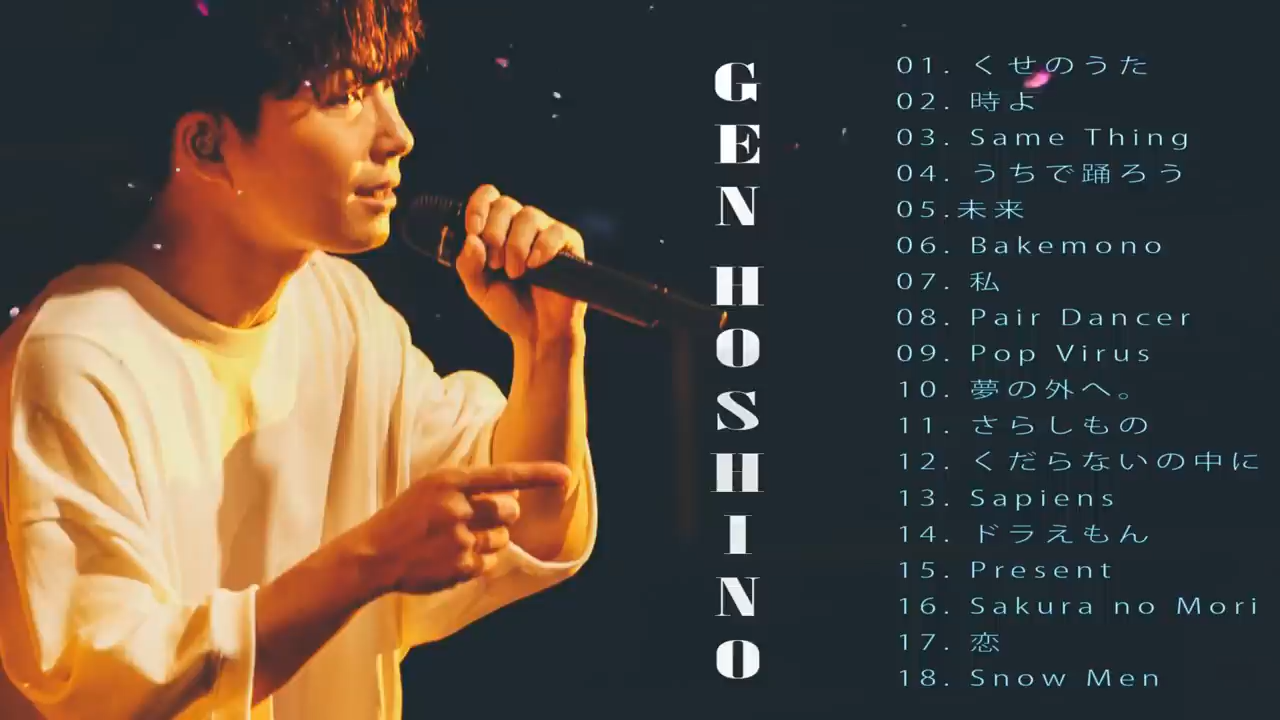 GEN HOSHINO
01. くせのうた
02. 時よ
03. Same Thing
04. うちで踊ろう
05.未来
06. Bakemono
07. 私
08. Pair Dancer
09. Pop Virus
10. 夢の外へ。
11. さらしもの
12. くだらないの中に
13. Sapiens
14. ドラえもん
15. Present
16. Sakura no Mori
17. 恋
18. Snow Men